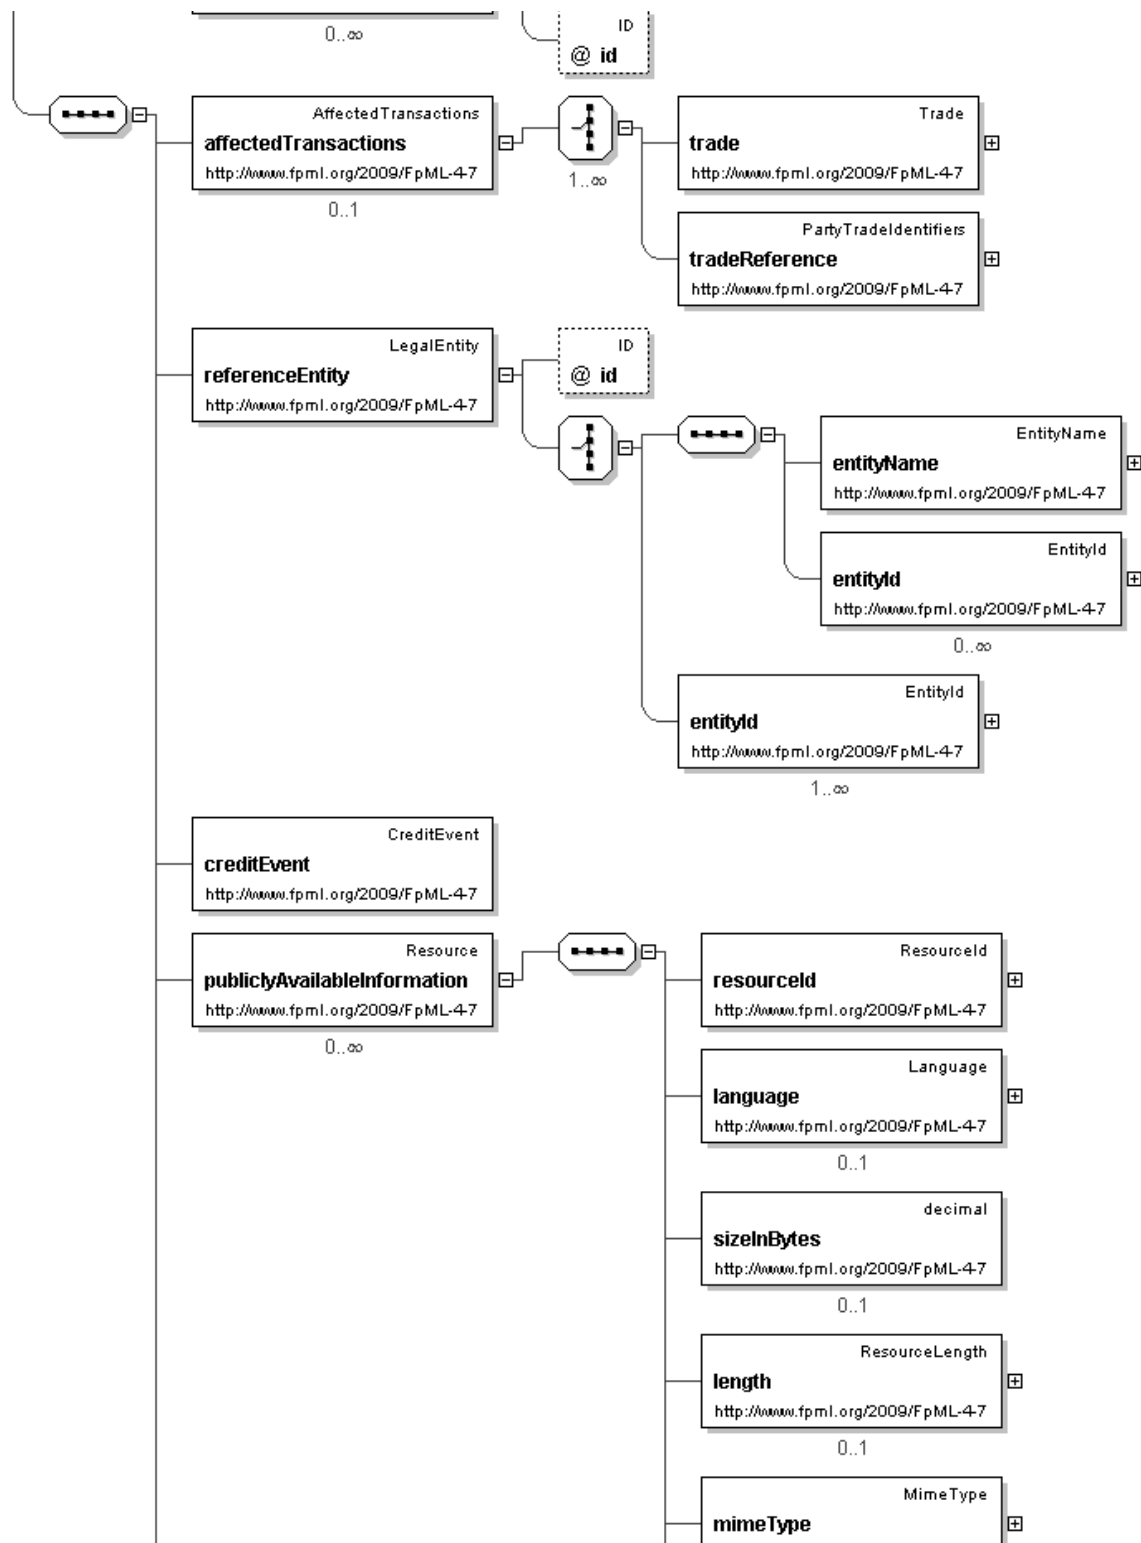 0..∞
ID
@ id
AffectedTransactions
affectedTransactions
http://www.fpml.org/2009/FpML-4-7
0..1
1..∞
Trade
trade
http://www.fpml.org/2009/FpML-4-7
PartyTradeIdentifiers
tradeReference
http://www.fpml.org/2009/FpML-4-7
LegalEntity
referenceEntity
http://www.fpml.org/2009/FpML-4-7
ID
@ id
EntityName
entityName
http://www.fpml.org/2009/FpML-4-7
EntityId
entityId
http://www.fpml.org/2009/FpML-4-7
0..∞
EntityId
entityId
http://www.fpml.org/2009/FpML-4-7
1..∞
CreditEvent
creditEvent
http://www.fpml.org/2009/FpML-4-7
Resource
publiclyAvailableInformation
http://www.fpml.org/2009/FpML-4-7
0..∞
ResourceId
resourceId
http://www.fpml.org/2009/FpML-4-7
Language
language
http://www.fpml.org/2009/FpML-4-7
0..1
decimal
sizeInBytes
http://www.fpml.org/2009/FpML-4-7
0..1
ResourceLength
length
http://www.fpml.org/2009/FpML-4-7
0..1
MimeType
mimeType